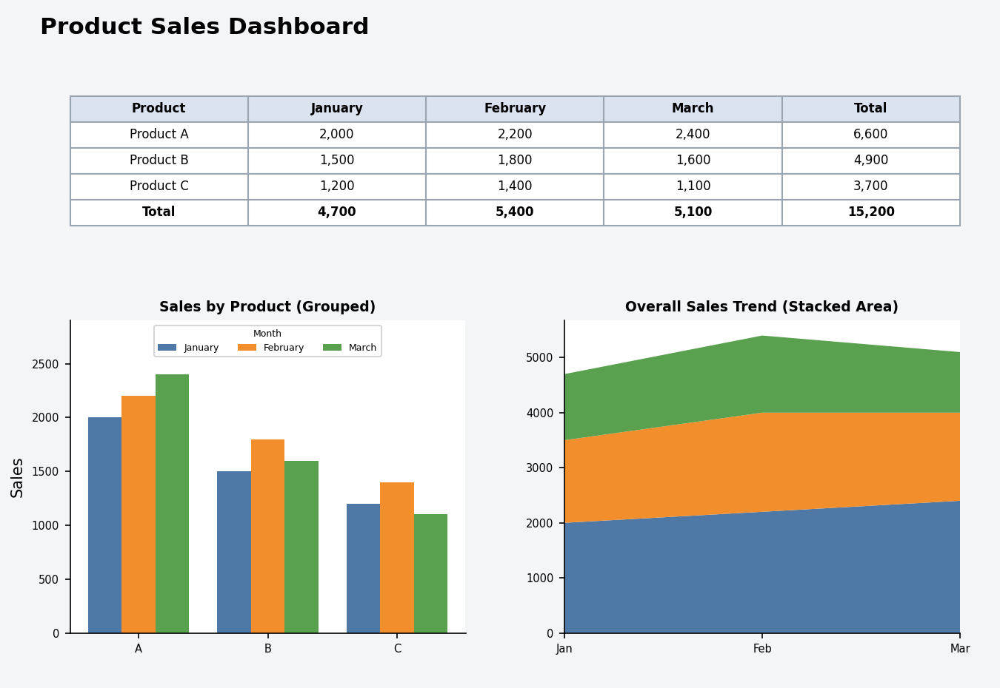 Product Sales Dashboard
Product January February March Total
Product A 2,000 2,200 2,400 6,600
Product B 1,500 1,800 1,600 4,900
Product C 1,200 1,400 1,100 3,700
Total 4,700 5,400 5,100 15,200
Sales by Product (Grouped)
Month
January February March
Sales
2500
2000
1500
1000
500
0
A B C
Overall Sales Trend (Stacked Area)
5000
4000
3000
2000
1000
0
Jan Feb Mar